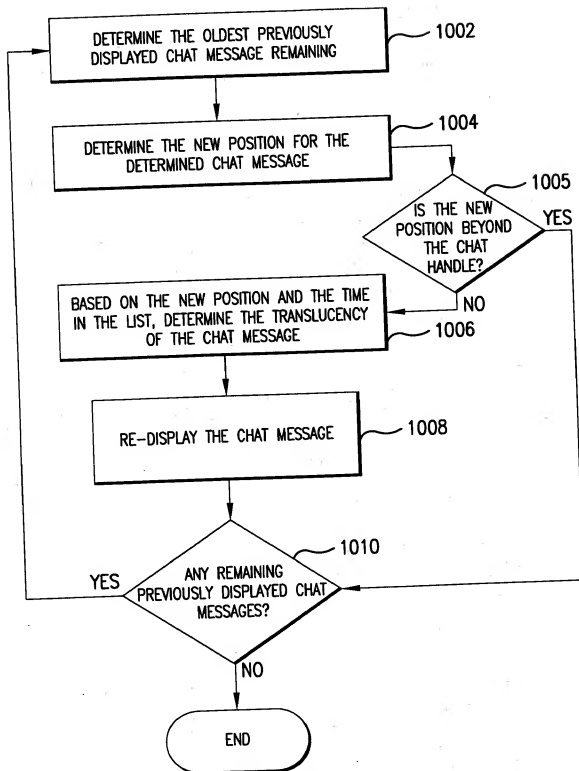 DETERMINE THE OLDEST PREVIOUSLY
DISPLAYED CHAT MESSAGE REMAINING
1002
DETERMINE THE NEW POSITION FOR THE
DETERMINED CHAT MESSAGE
1004
1005
IS THE NEW
POSITION BEYOND
THE CHAT
HANDLE?
YES
NO
BASED ON THE NEW POSITION AND THE TIME
IN THE LIST, DETERMINE THE TRANSLUCENCY
OF THE CHAT MESSAGE
1006
RE-DISPLAY THE CHAT MESSAGE
1008
1010
YES
ANY REMAINING
PREVIOUSLY DISPLAYED CHAT
MESSAGES?
NO
END